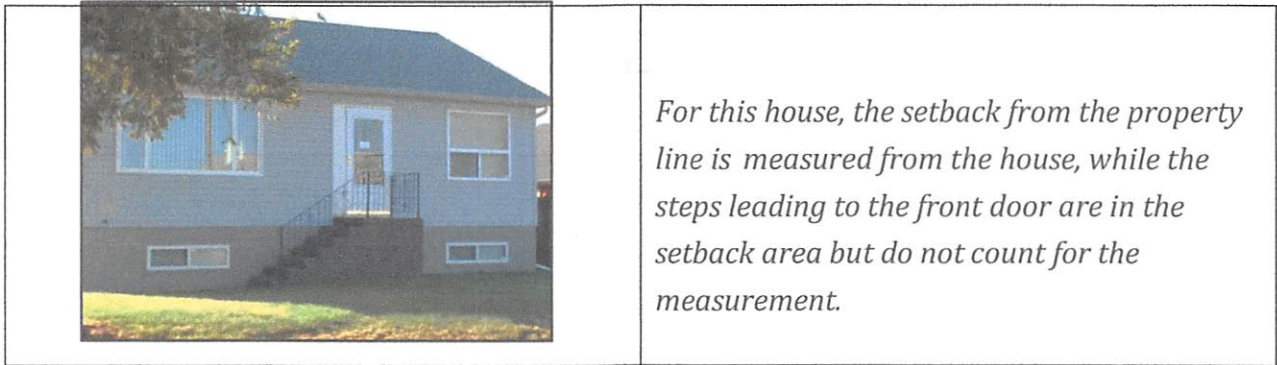 For this house, the setback from the property
line is measured from the house, while the
steps leading to the front door are in the
setback area but do not count for the
measurement.